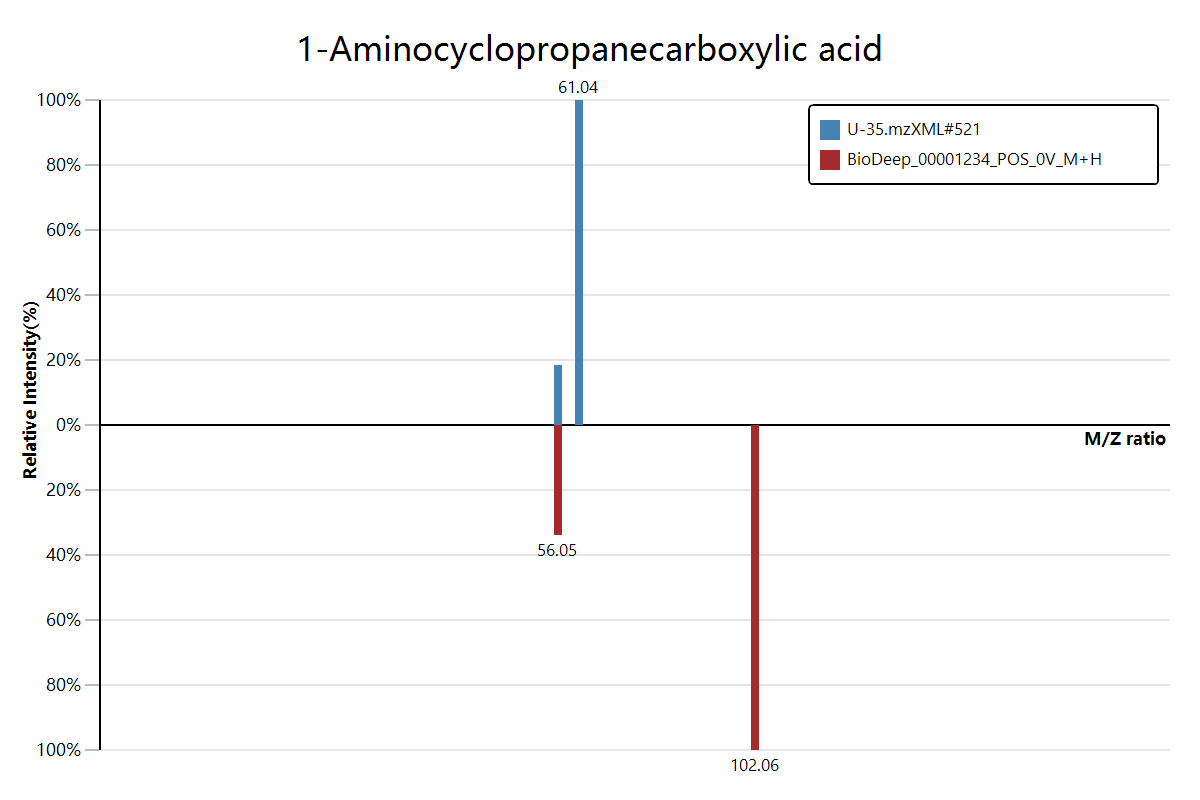 1-Aminocyclopropanecarboxylic acid
61.04
U-35.mzXML#521
BioDeep_00001234_POS_0V_M+H
100%
80%
60%
40%
20%
0%
20%
40%
60%
80%
100%
Relative Intensity(%)
M/Z ratio
56.05
102.06